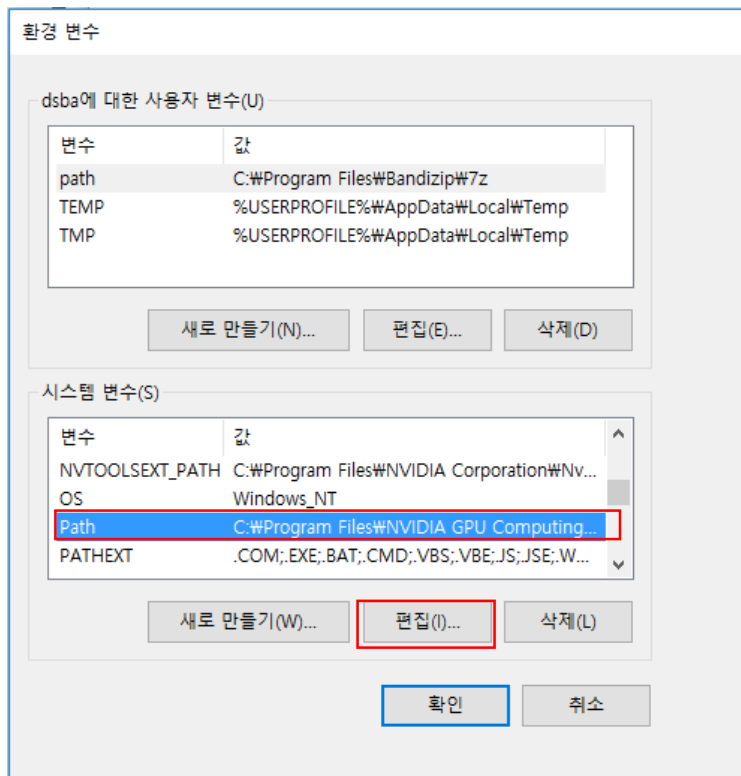 환경 변수
dsba에 대한 사용자 변수(U)
변수 값
path C:₩Program Files₩Bandizip₩7z
TEMP %USERPROFILE%₩AppData₩Local₩Temp
TMP %USERPROFILE%₩AppData₩Local₩Temp
새로 만들기(N)... 편집(E)... 삭제(D)
시스템 변수(S)
변수 값
NVTOOLSEXT_PATH C:₩Program Files₩NVIDIA Corporation₩Nv...
OS Windows_NT
Path C:₩Program Files₩NVIDIA GPU Computing...
PATHEXT .COM;.EXE;.BAT;.CMD;.VBS;.VBE;.JS;.JSE;.W...
새로 만들기(W)... 편집(I)... 삭제(L)
확인 취소